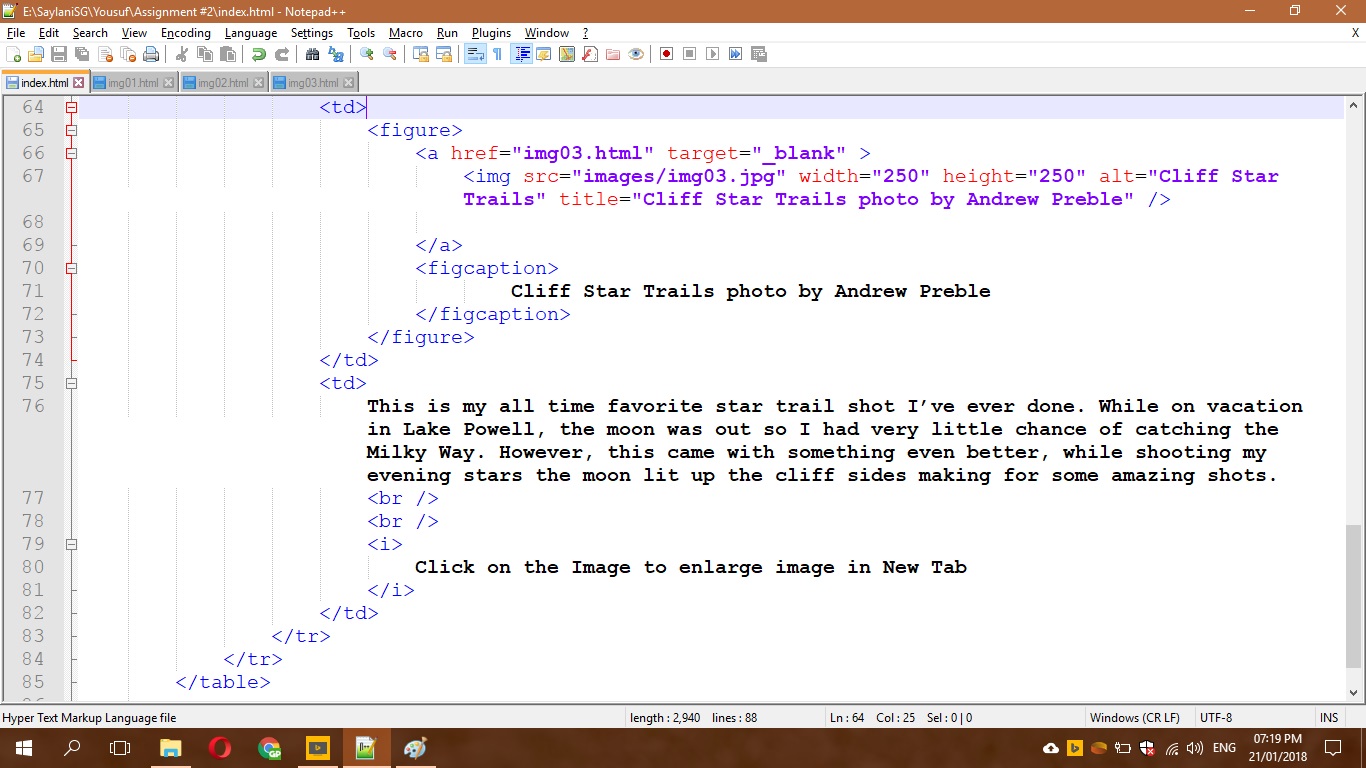 E:\SaylaniSG\Yousuf\Assignment #2\index.html - Notepad++
File Edit Search View Encoding Language Settings Tools Macro Run Plugins Window ? X
index.html img01.html img02.html img03.html
64 <td>
65 <figure>
66 <a href="img03.html" target="_blank" >
67 <img src="images/img03.jpg" width="250" height="250" alt="Cliff Star
Trails" title="Cliff Star Trails photo by Andrew Preble" />
68
69 </a>
70 <figcaption>
71 Cliff Star Trails photo by Andrew Preble
72 </figcaption>
73 </figure>
74 </td>
75 <td>
76 This is my all time favorite star trail shot I’ve ever done. While on vacation
in Lake Powell, the moon was out so I had very little chance of catching the
Milky Way. However, this came with something even better, while shooting my
evening stars the moon lit up the cliff sides making for some amazing shots.
77 <br />
78 <br />
79 <i>
80 Click on the Image to enlarge image in New Tab
81 </i>
82 </td>
83 </tr>
84 </tr>
85 </table>
Hyper Text Markup Language file length : 2,940 lines : 88 Ln : 64 Col : 25 Sel : 0 | 0 Windows (CR LF) UTF-8 INS
ENG 07:19 PM
21/01/2018